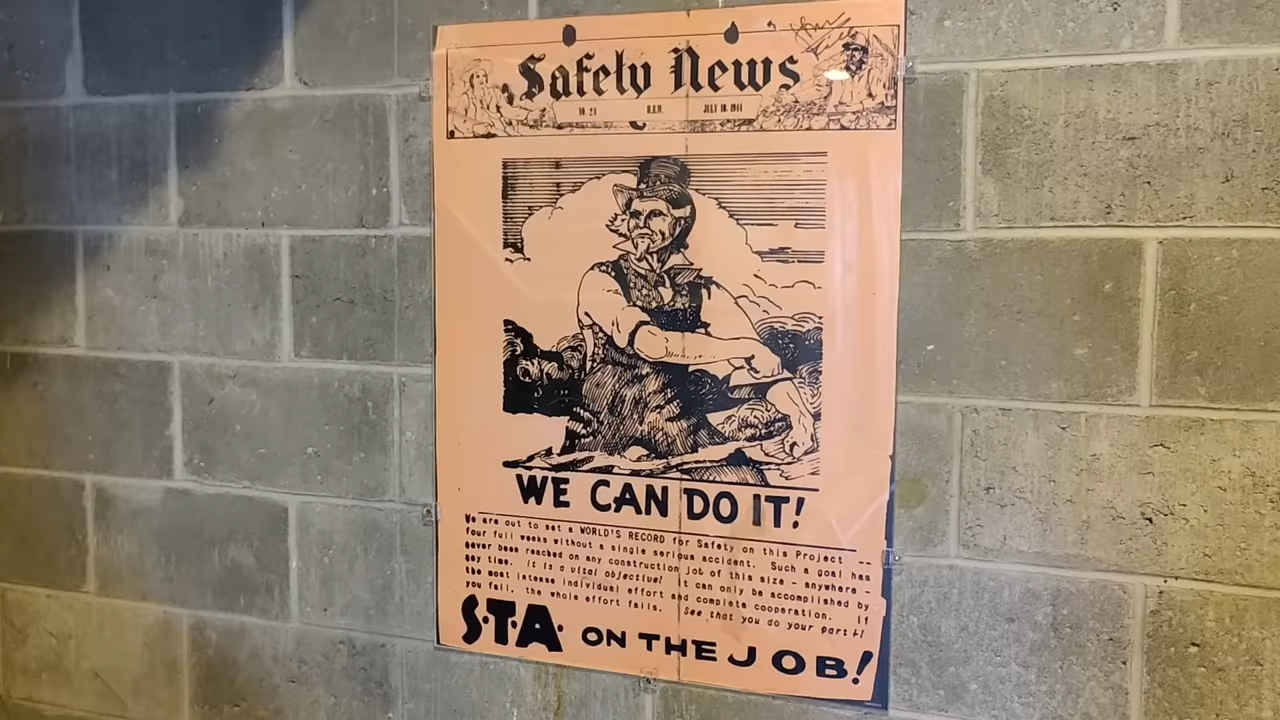 Safety News
NO. 24 H.E.W. JULY 10, 1944
WE CAN DO IT!
We are out to set a WORLD'S RECORD for Safety on this Project --
four full weeks without a single serious accident. Such a goal has
never been reached on any construction job of this size - anywhere -
any time. It is a vital objective! It can only be accomplished by
the most intense individual effort and complete cooperation. If
you fail, the whole effort fails. See that you do your part!
S.T.A. ON THE JOB!